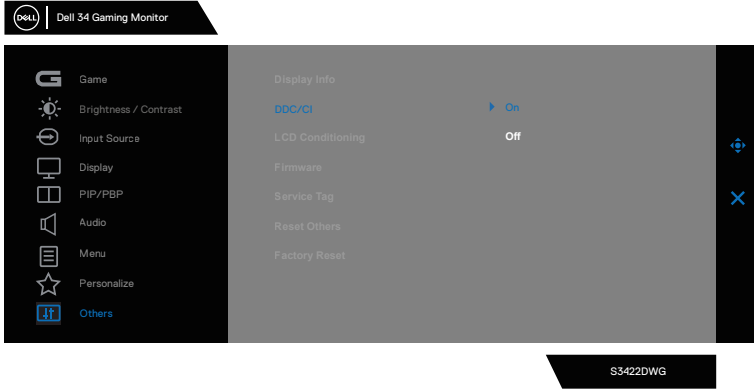 DELL Dell 34 Gaming Monitor
Game
Display Info
Brightness / Contrast
DDC/CI
On
Input Source
LCD Conditioning
Off
Display
Firmware
PIP/PBP
Service Tag
Audio
Reset Others
Menu
Factory Reset
Personalize
Others
S3422DWG